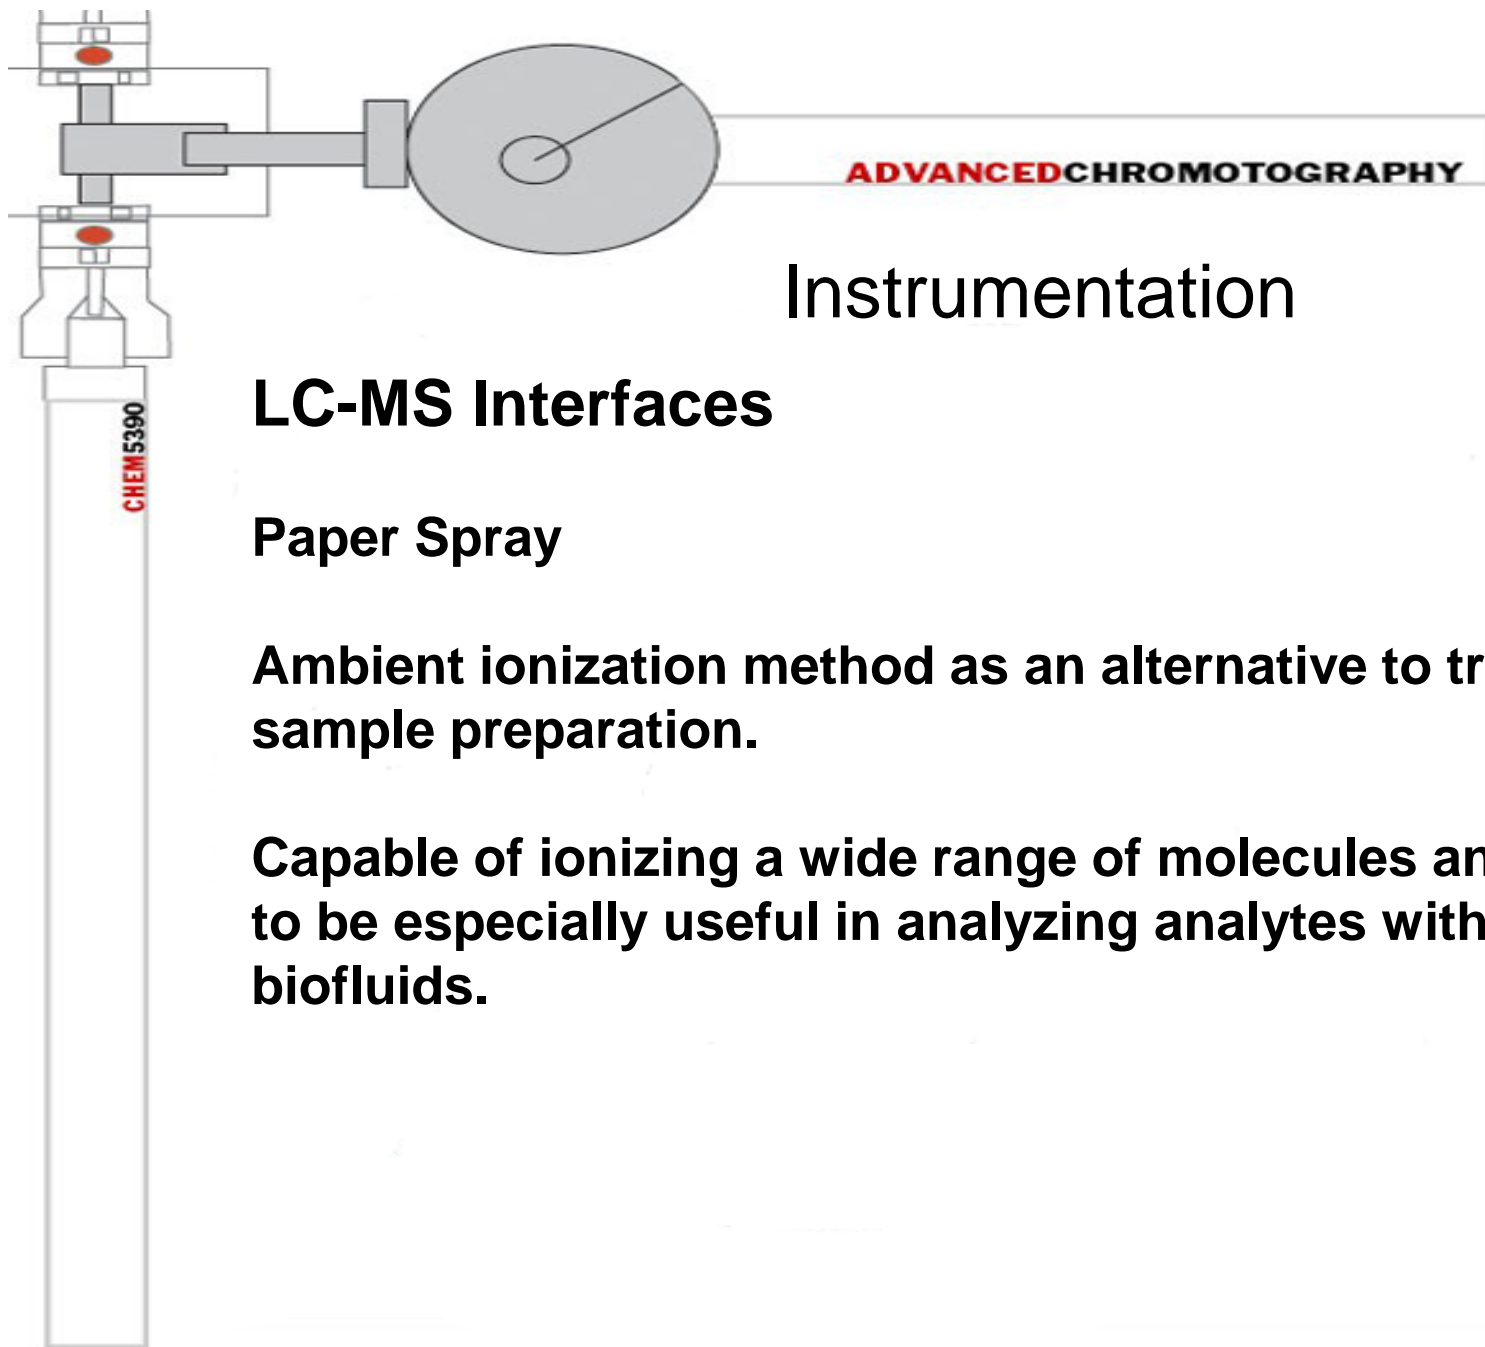 ADVANCEDCHROMOTOGRAPHY
Instrumentation
LC-MS Interfaces
CHEM5390
Paper Spray
Ambient ionization method as an alternative to tr
sample preparation.
Capable of ionizing a wide range of molecules an
to be especially useful in analyzing analytes with
biofluids.